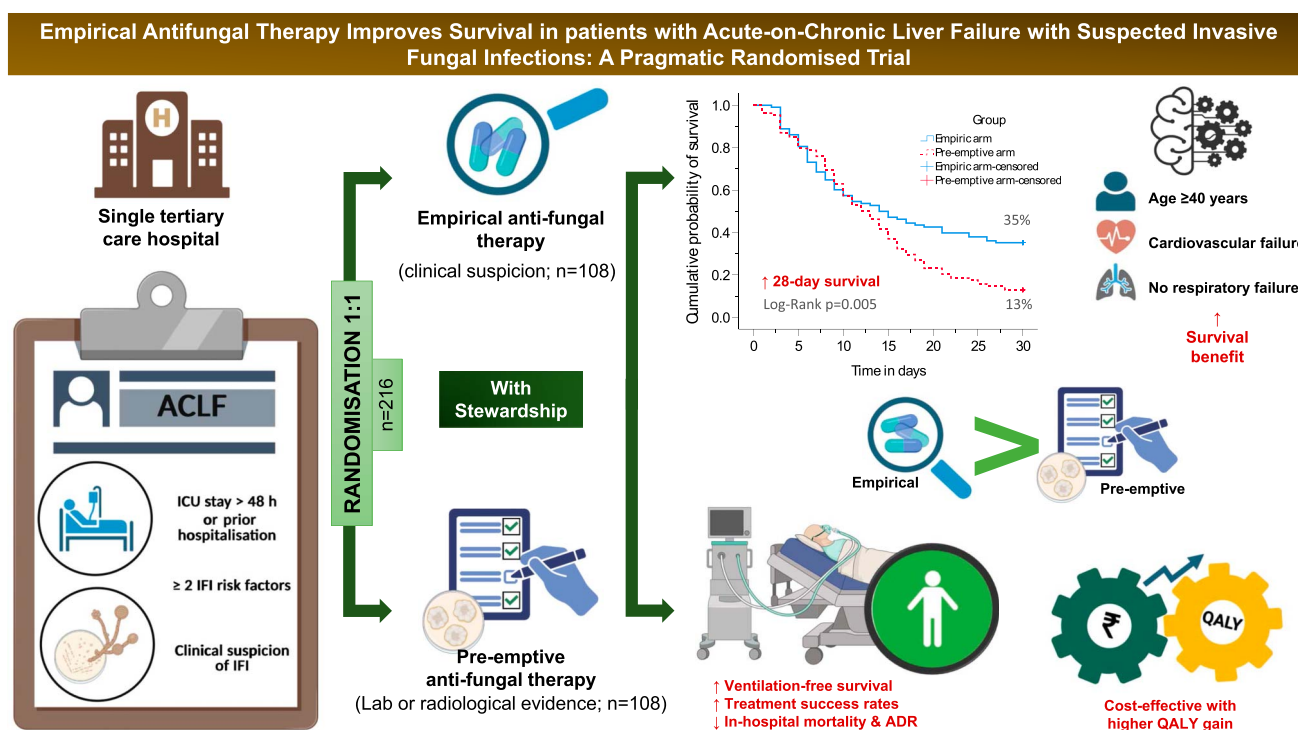 Empirical Antifungal Therapy Improves Survival in patients with Acute-on-Chronic Liver Failure with Suspected Invasive
Fungal Infections: A Pragmatic Randomised Trial
H
Single tertiary
care hospital
ACLF
ICU stay > 48 h
or prior
hospitalisation
≥ 2 IFI risk factors
Clinical suspicion
of IFI
RANDOMISATION 1:1
n=216
Empirical anti-fungal
therapy
(clinical suspicion; n=108)
With
Stewardship
Pre-emptive
anti-fungal therapy
(Lab or radiological evidence; n=108)
Cumulative probability of survival
1.0
0.8
0.6
0.4
0.2
0.0
Group
Empiric arm
Pre-emptive arm
Empiric arm-censored
Pre-emptive arm-censored
35%
↑ 28-day survival
Log-Rank p=0.005
13%
0 5 10 15 20 25 30
Time in days
Age ≥40 years
Cardiovascular failure
No respiratory failure
↑
Survival
benefit
Empirical
>
Pre-emptive
↑ Ventilation-free survival
↑ Treatment success rates
↓ In-hospital mortality & ADR
₹
QALY
Cost-effective with
higher QALY gain